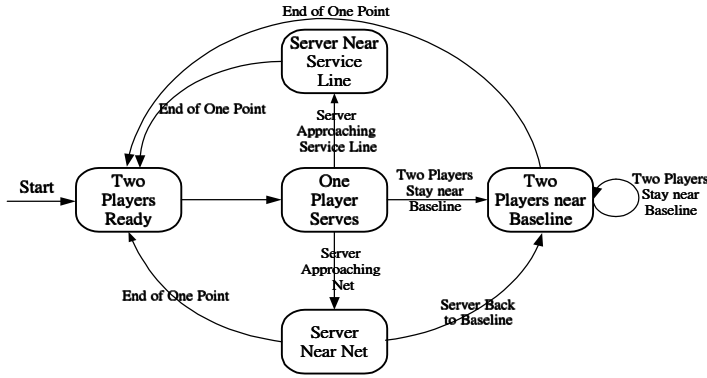 End of One Point
Server Near
Service
Line
End of One Point
Server
Approaching
Service Line
Start
Two
Players
Ready
One
Player
Serves
Two Players
Stay near
Baseline
Two
Players near
Baseline
Two Players
Stay near
Baseline
Server
Approaching
Net
End of One Point
Server Back
to Baseline
Server
Near Net